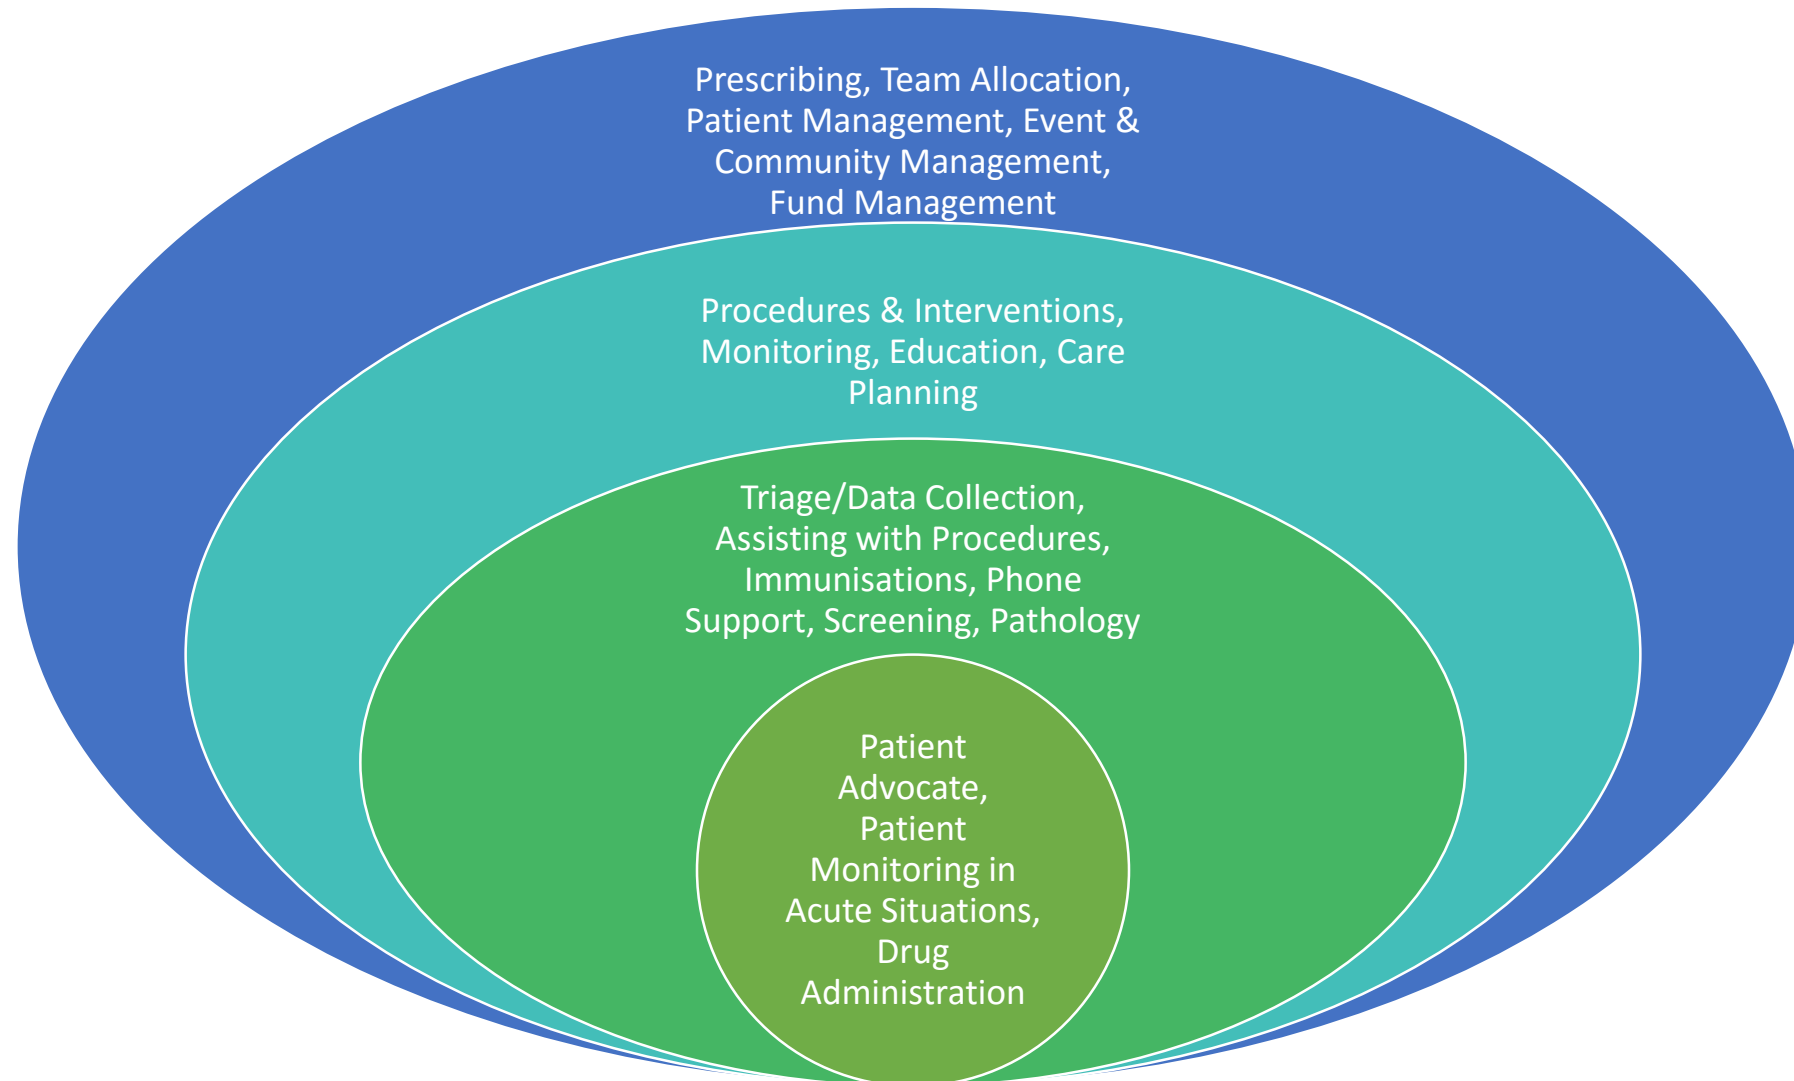 Prescribing, Team Allocation,
Patient Management, Event &
Community Management,
Fund Management
Procedures & Interventions,
Monitoring, Education, Care
Planning
Triage/Data Collection,
Assisting with Procedures,
Immunisations, Phone
Support, Screening, Pathology
Patient
Advocate,
Patient
Monitoring in
Acute Situations,
Drug
Administration